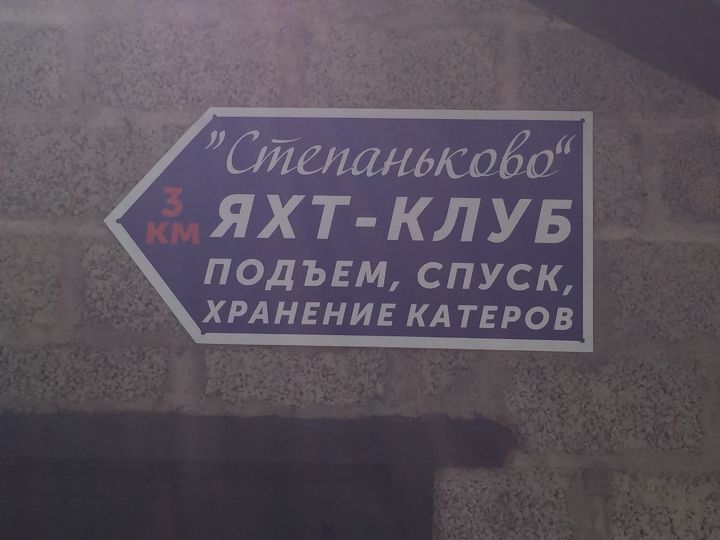 "Степаньково"
3
КМ
ЯХТ-КЛУБ
ПОДЪЕМ, СПУСК,
ХРАНЕНИЕ КАТЕРОВ